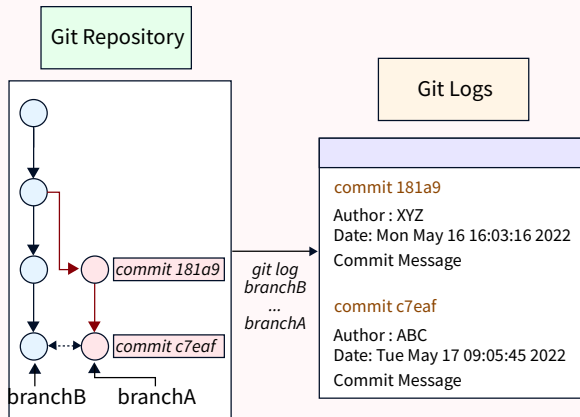 Git Repository
Git Logs
commit 181a9
commit c7eaf
branchB
branchA
git log
branchB
...
branchA
commit 181a9
Author : XYZ
Date: Mon May 16 16:03:16 2022
Commit Message
commit c7eaf
Author : ABC
Date: Tue May 17 09:05:45 2022
Commit Message